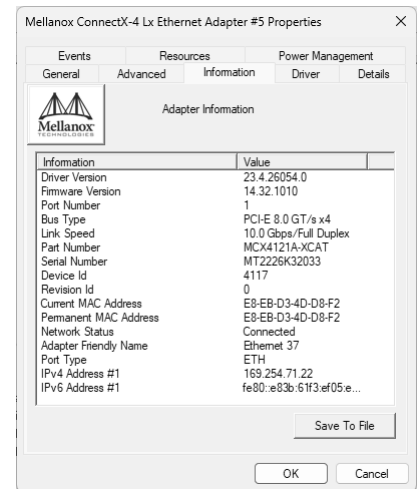 Mellanox ConnectX-4 Lx Ethernet Adapter #5 Properties
Events Resources Power Management
General Advanced Information Driver Details
Mellanox
TECHNOLOGIES
Adapter Information
Information Value
Driver Version 23.4.26054.0
Firmware Version 14.32.1010
Port Number 1
Bus Type PCI-E 8.0 GT/s x4
Link Speed 10.0 Gbps/Full Duplex
Part Number MCX4121A-XCAT
Serial Number MT2226K32033
Device Id 4117
Revision Id 0
Current MAC Address E8-EB-D3-4D-D8-F2
Permanent MAC Address E8-EB-D3-4D-D8-F2
Network Status Connected
Adapter Friendly Name Ethernet 37
Port Type ETH
IPv4 Address #1 169.254.71.22
IPv6 Address #1 fe80::e83b:61f3:ef05:e...
Save To File
OK Cancel